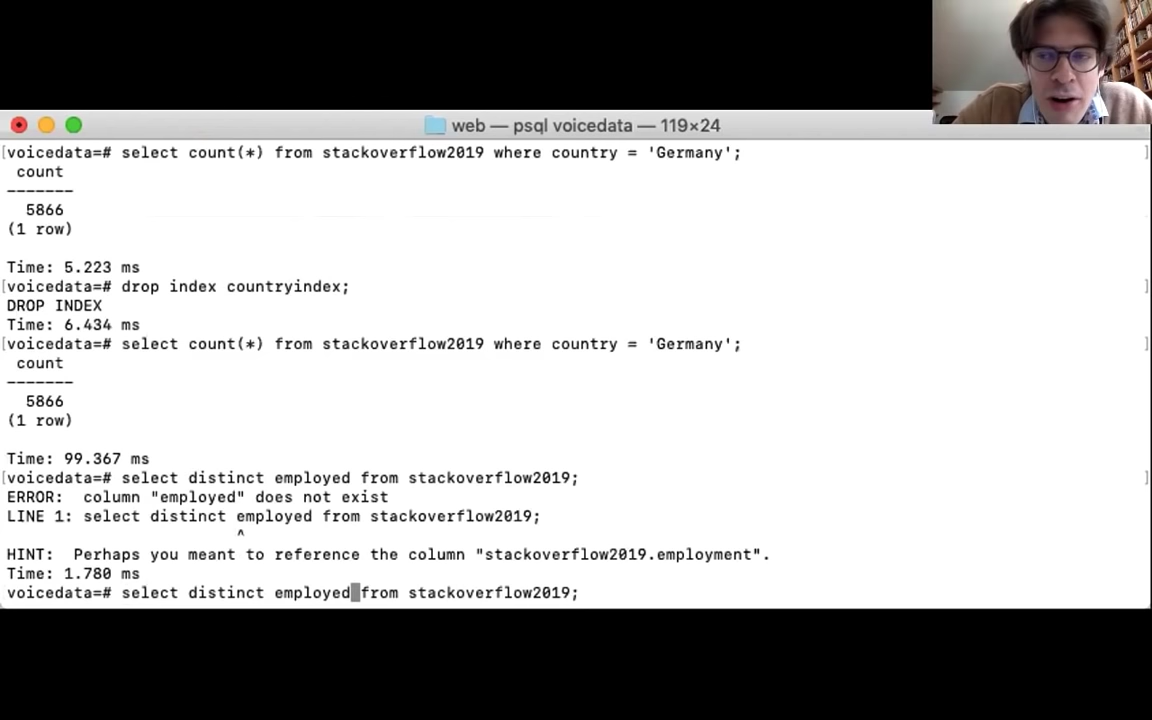 web — psql voicedata — 119×24
[voicedata=# select count(*) from stackoverflow2019 where country = 'Germany'; ]
count
-------
5866
(1 row)
Time: 5.223 ms
[voicedata=# drop index countryindex; ]
DROP INDEX
Time: 6.434 ms
[voicedata=# select count(*) from stackoverflow2019 where country = 'Germany'; ]
count
-------
5866
(1 row)
Time: 99.367 ms
[voicedata=# select distinct employed from stackoverflow2019; ]
ERROR:  column "employed" does not exist
LINE 1: select distinct employed from stackoverflow2019;
^
HINT:  Perhaps you meant to reference the column "stackoverflow2019.employment".
Time: 1.780 ms
voicedata=# select distinct employed from stackoverflow2019;